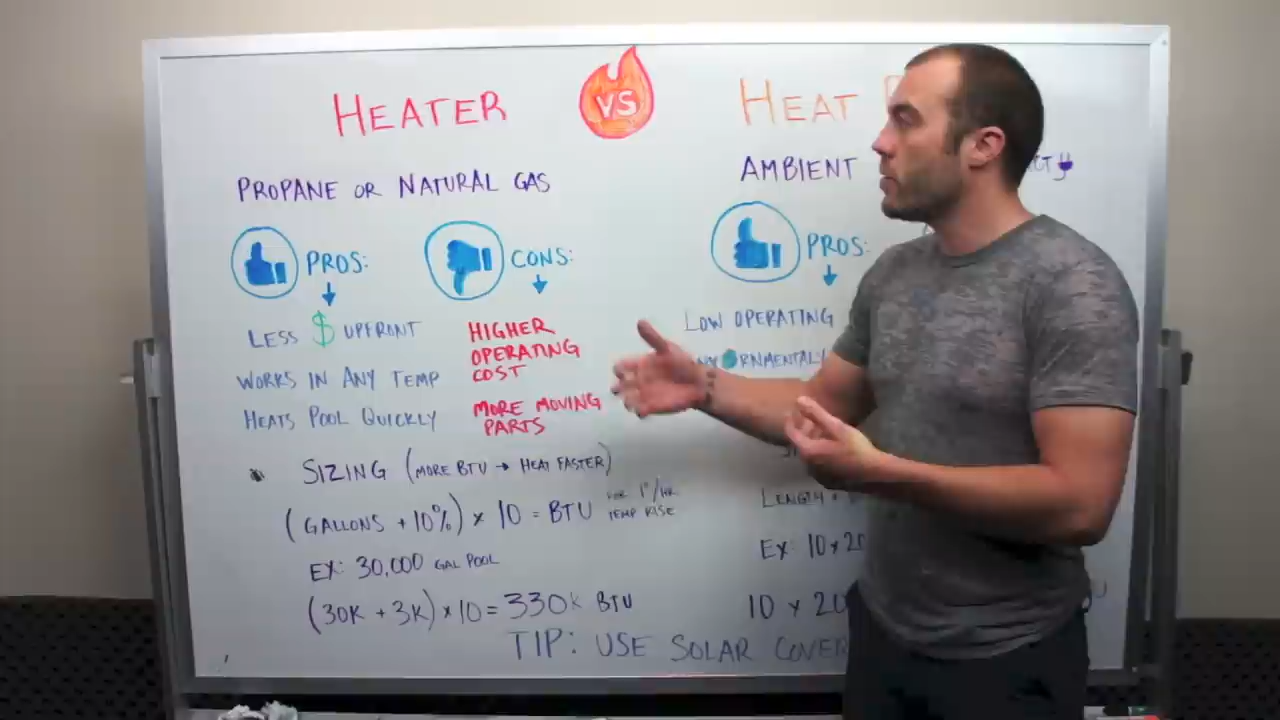 HEATER
VS
HEAT
PROPANE OR NATURAL GAS
AMBIENT
PROS:
CONS:
PROS:
LESS $ UPFRONT
WORKS IN ANY TEMP
HEATS POOL QUICKLY
HIGHER
OPERATING
COST
MORE MOVING
PARTS
LOW OPERATING
SIZING (MORE BTU → HEAT FASTER)
(GALLONS + 10%) × 10 = BTU FOR 1°/HR
TEMP RISE
EX: 30,000 GAL POOL
(30K + 3K) × 10 = 330K BTU
LENGTH
EX: 10 × 20
10 × 20
TIP: USE SOLAR COVER